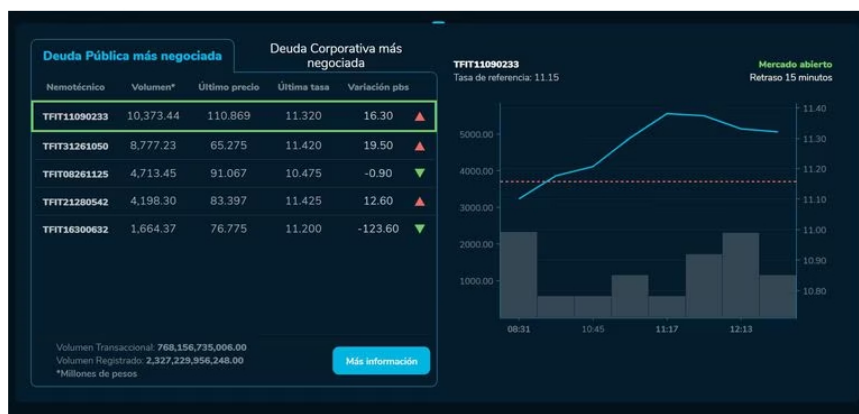 Deuda Pública más negociada
Deuda Corporativa más
negociada
Nemotécnico Volumen* Último precio Última tasa Variación pbs
TFIT11090233 10,373.44 110.869 11.320 16.30
TFIT31261050 8,777.23 65.275 11.420 19.50
TFIT08261125 4,713.45 91.067 10.475 -0.90
TFIT21280542 4,198.30 83.397 11.425 12.60
TFIT16300632 1,664.37 76.775 11.200 -123.60
Volumen Transaccional: 768,156,735,006.00
Volumen Registrado: 2,327,229,956,248.00
*Millones de pesos
Más información
TFIT11090233
Tasa de referencia: 11.15
Mercado abierto
Retraso 15 minutos
5000.00
4000.00
3000.00
2000.00
1000.00
11.40
11.30
11.20
11.10
11.00
10.90
10.80
08:31 10:45 11:17 12:13